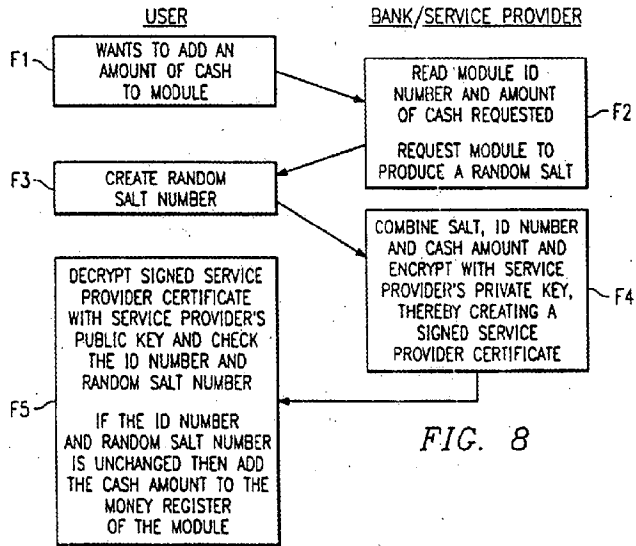 USER
BANK/SERVICE PROVIDER
F1
WANTS TO ADD AN
AMOUNT OF CASH
TO MODULE
READ MODULE ID
NUMBER AND AMOUNT
OF CASH REQUESTED
REQUEST MODULE TO
PRODUCE A RANDOM SALT
F2
F3
CREATE RANDOM
SALT NUMBER
COMBINE SALT, ID NUMBER
AND CASH AMOUNT AND
ENCRYPT WITH SERVICE
PROVIDER'S PRIVATE KEY,
THEREBY CREATING A
SIGNED SERVICE
PROVIDER CERTIFICATE
F4
F5
DECRYPT SIGNED SERVICE
PROVIDER CERTIFICATE
WITH SERVICE PROVIDER'S
PUBLIC KEY AND CHECK
THE ID NUMBER AND
RANDOM SALT NUMBER
IF THE ID NUMBER
AND RANDOM SALT NUMBER
IS UNCHANGED THEN ADD
THE CASH AMOUNT TO THE
MONEY REGISTER
OF THE MODULE
FIG. 8